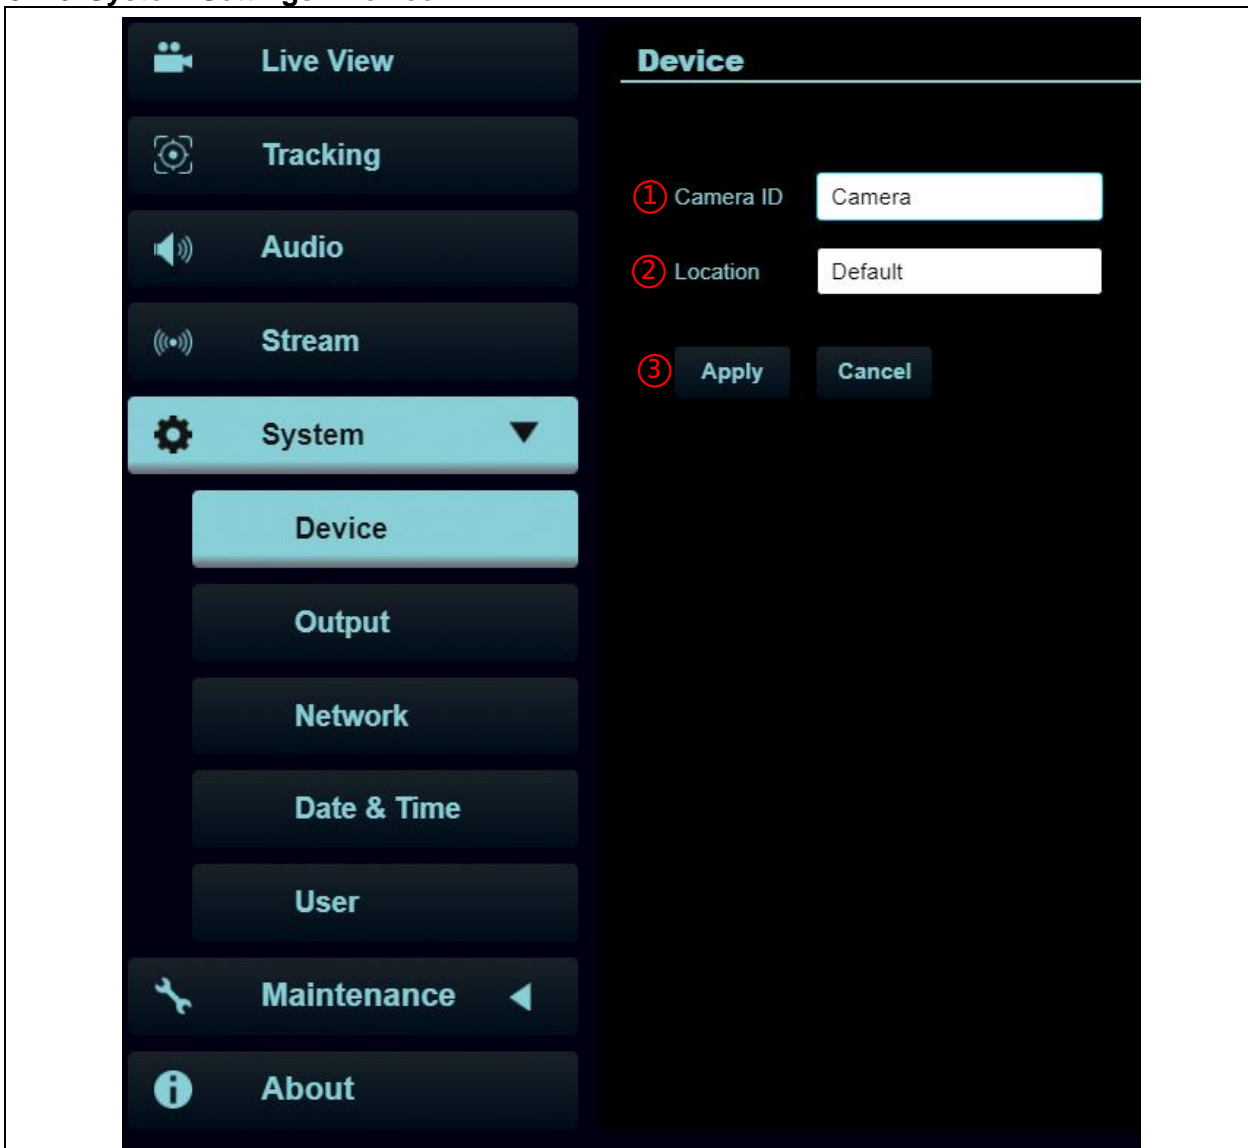 Live View
Tracking
Audio
Stream
System
Device
Output
Network
Date & Time
User
Maintenance
About
Device
① Camera ID Camera
② Location Default
③ Apply Cancel